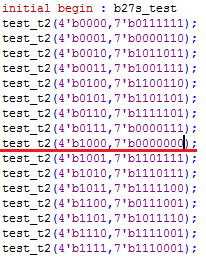 initial begin : b27s_test
test_t2(4'b0000,7'b0111111);
test_t2(4'b0001,7'b0000110);
test_t2(4'b0010,7'b1011011);
test_t2(4'b0011,7'b1001111);
test_t2(4'b0100,7'b1100110);
test_t2(4'b0101,7'b1101101);
test_t2(4'b0110,7'b1111101);
test_t2(4'b0111,7'b0000111);
test_t2(4'b1000,7'b0000000);
test_t2(4'b1001,7'b1101111);
test_t2(4'b1010,7'b1110111);
test_t2(4'b1011,7'b1111100);
test_t2(4'b1100,7'b0111001);
test_t2(4'b1101,7'b1011110);
test_t2(4'b1110,7'b1111001);
test_t2(4'b1111,7'b1110001);